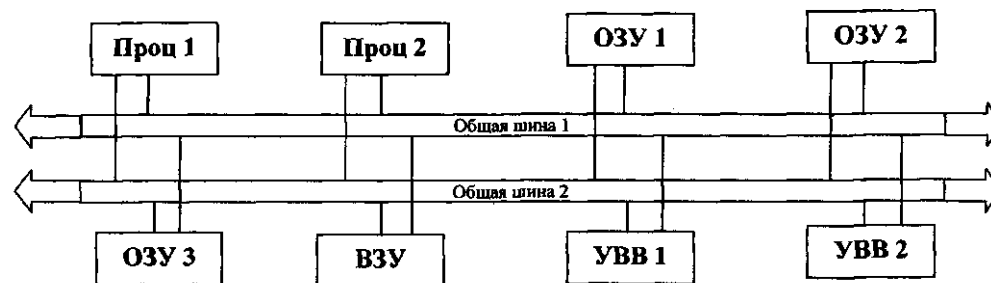 Проц 1
Проц 2
ОЗУ 1
ОЗУ 2
Общая шина 1
Общая шина 2
ОЗУ 3
ВЗУ
УВВ 1
УВВ 2